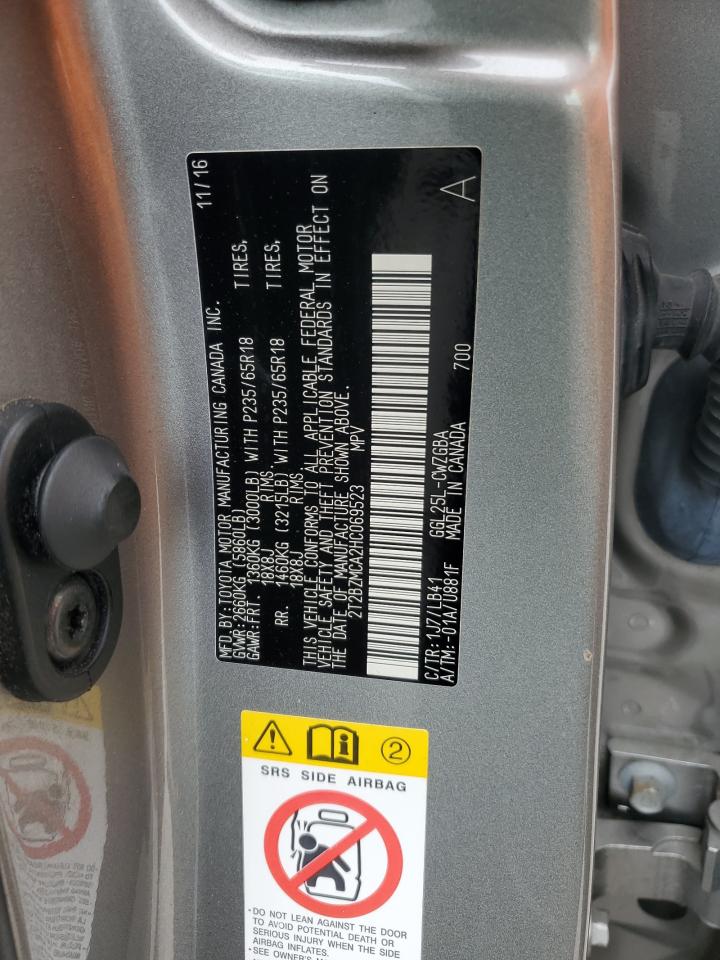 MFD.BY:TOYOTA MOTOR MANUFACTURING CANADA INC. 11/16
GVWR:2660KG (5860LB)
GAWR:FRT. 1360KG (3000LB) WITH P235/65R18 TIRES,
18X8J RIMS.
RR. 1460KG (3215LB) WITH P235/65R18 TIRES,
18X8J RIMS.
THIS VEHICLE CONFORMS TO ALL APPLICABLE FEDERAL MOTOR
VEHICLE SAFETY AND THEFT PREVENTION STANDARDS IN EFFECT ON
THE DATE OF MANUFACTURE SHOWN ABOVE.
2T2BZMCA2HC069523 MPV
A
C/TR:1J7/LB41 GGL25L-CWZGBA 700
A/TM:-01A/U881F MADE IN CANADA
2
SRS SIDE AIRBAG
• DO NOT LEAN AGAINST THE DOOR
TO AVOID POTENTIAL DEATH OR
SERIOUS INJURY WHEN THE SIDE
AIRBAG INFLATES.
• SEE OWNER'S